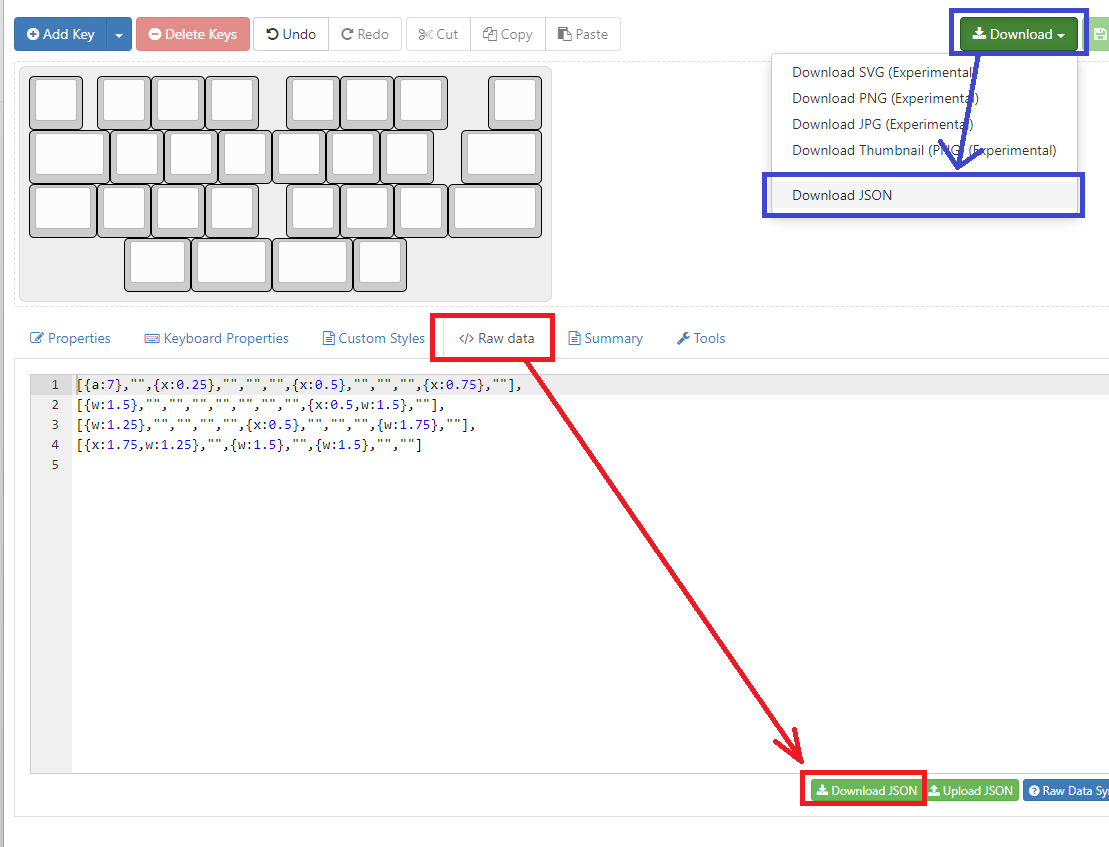 Add Key Delete Keys Undo Redo Cut Copy Paste Download
Download SVG (Experimental)
Download PNG (Experimental)
Download JPG (Experimental)
Download Thumbnail (PNG) (Experimental)
Download JSON
Properties Keyboard Properties Custom Styles </> Raw data Summary Tools
1 [{a:7},"",{x:0.25},"","","",{x:0.5},"","","",{x:0.75},""],
2 [{w:1.5},"","","","","","","",{x:0.5,w:1.5},""],
3 [{w:1.25},"","","","",{x:0.5},"","","",{w:1.75},""],
4 [{x:1.75,w:1.25},"",{w:1.5},"",{w:1.5},"",""]
5
Download JSON Upload JSON Raw Data Sy